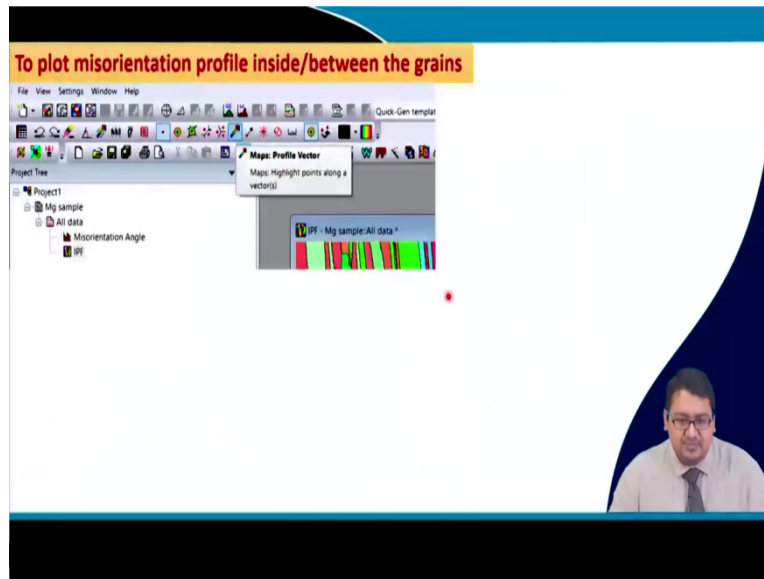 To plot misorientation profile inside/between the grains
File View Settings Window Help
Quick-Gen templat
Maps: Profile Vector
Maps: Highlight points along a
vector(s)
Project Tree
Project1
Mg sample
All data
Misorientation Angle
IPF
IPF - Mg sample:All data *